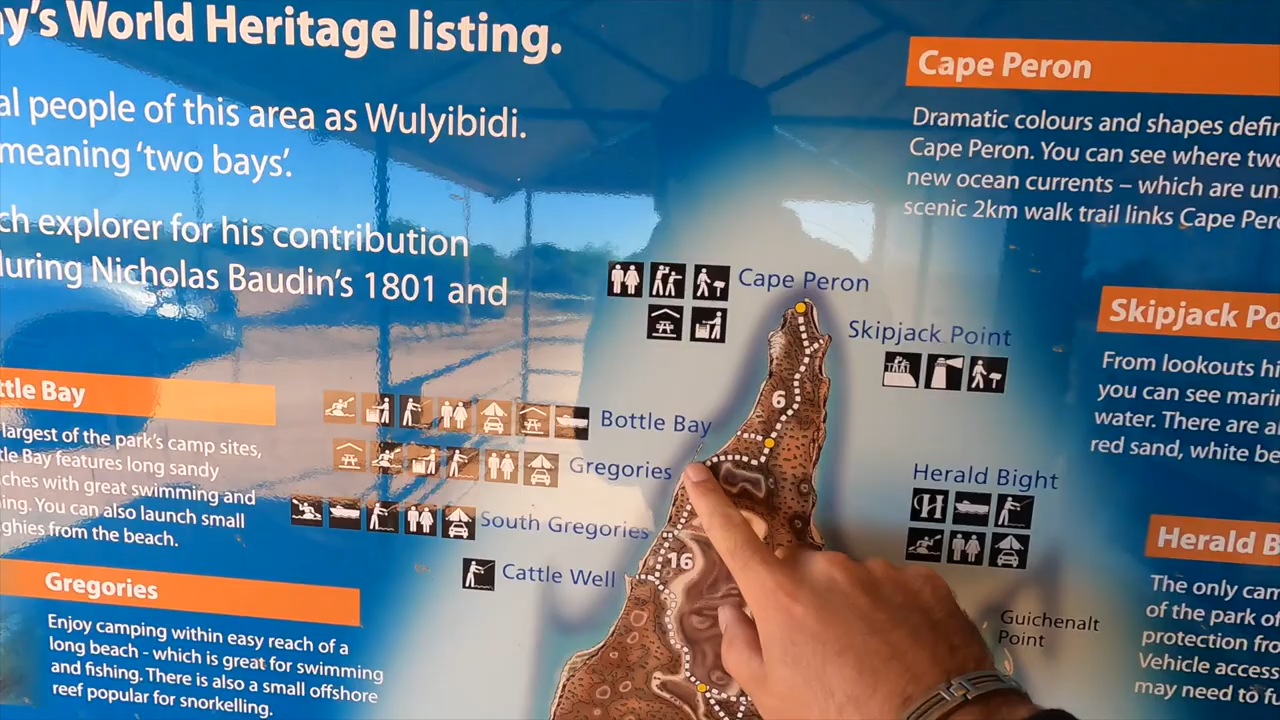 y's World Heritage listing.
al people of this area as Wulyibidi.
meaning 'two bays'.
ch explorer for his contribution
during Nicholas Baudin's 1801 and
ttle Bay
largest of the park's camp sites,
tle Bay features long sandy
ches with great swimming and
ing. You can also launch small
ghies from the beach.
Gregories
Enjoy camping within easy reach of a
long beach - which is great for swimming
and fishing. There is also a small offshore
reef popular for snorkelling.
Cape Peron
Skipjack Point
Bottle Bay
Gregories
South Gregories
Cattle Well
6
16
Herald Bight
H
Guichenalt
Point
Cape Peron
Dramatic colours and shapes defin
Cape Peron. You can see where two
new ocean currents – which are un
scenic 2km walk trail links Cape Pero
Skipjack Po
From lookouts hi
you can see marin
water. There are al
red sand, white be
Herald B
The only cam
of the park of
protection fro
Vehicle access
may need to fu